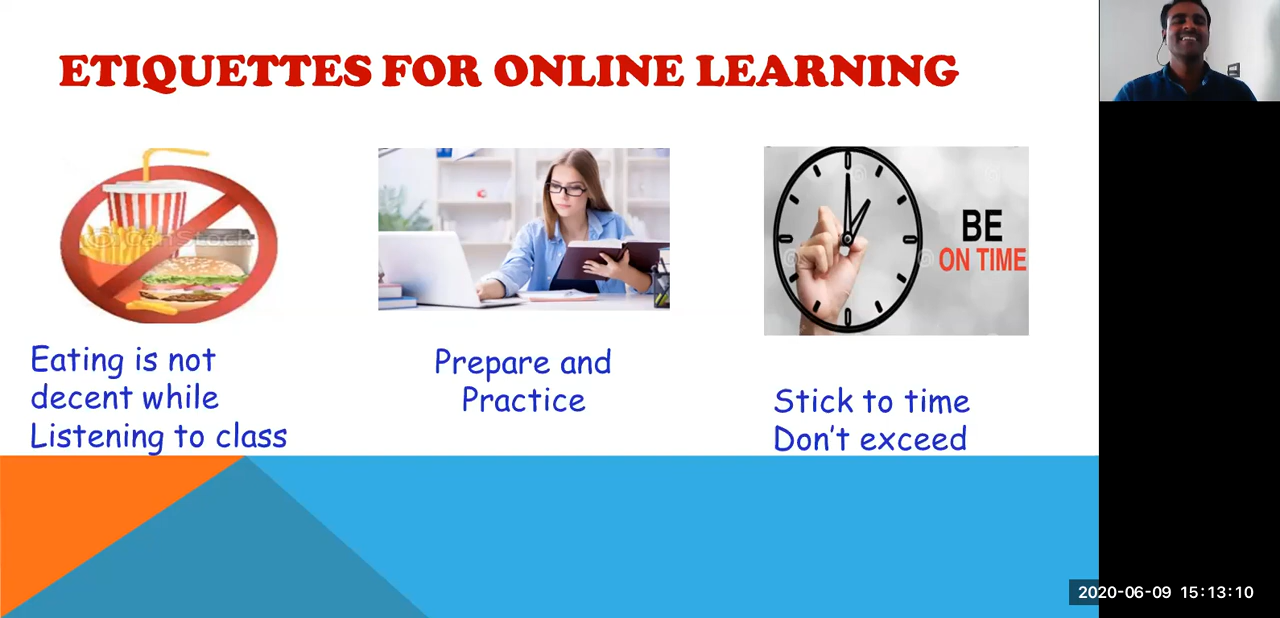 ETIQUETTES FOR ONLINE LEARNING
CanStock
BE
ON TIME
Eating is not
decent while
Listening to class
Prepare and
Practice
Stick to time
Don't exceed
2020-06-09 15:13:10